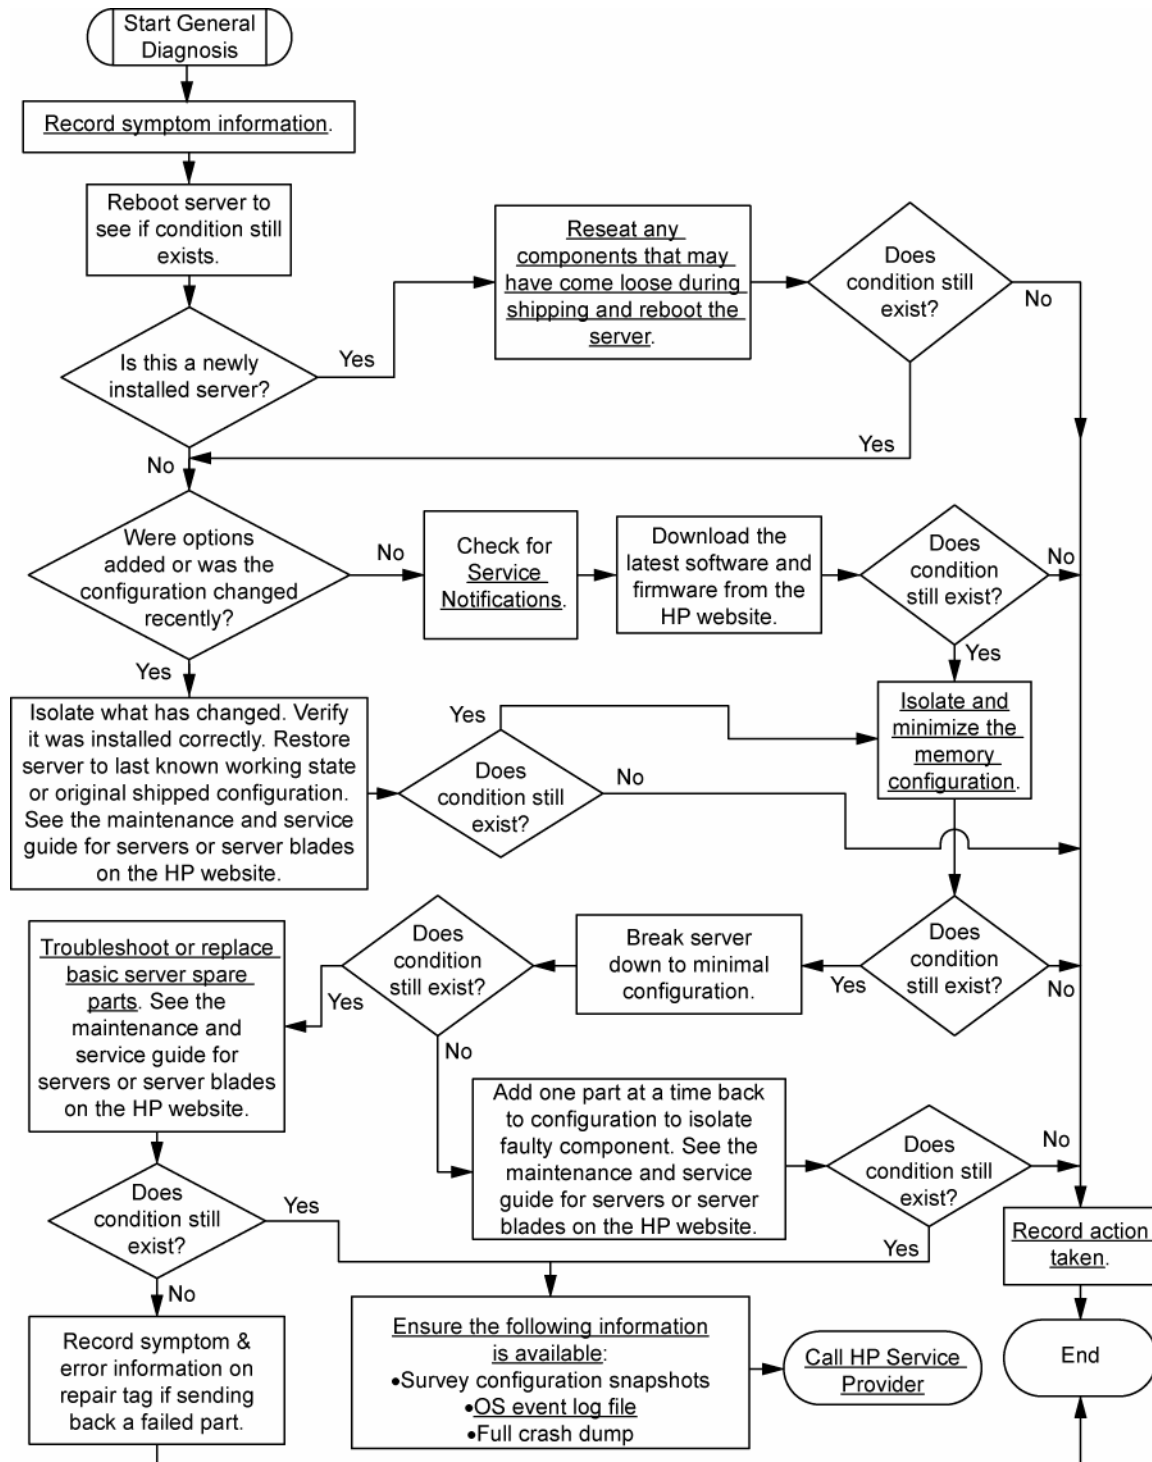 Start General
Diagnosis
Record symptom information.
Reboot server to
see if condition still
exists.
Reseat any
components that may
have come loose during
shipping and reboot the
server.
Does
condition still
exist?
No
Yes
Is this a newly
installed server?
Yes
No
Were options
added or was the
configuration changed
recently?
No
Check for
Service
Notifications.
Download the
latest software and
firmware from the
HP website.
Does
condition
still exist?
No
Yes
Yes
Isolate what has changed. Verify
it was installed correctly. Restore
server to last known working state
or original shipped configuration.
See the maintenance and service
guide for servers or server blades
on the HP website.
Yes
Does
condition still
exist?
No
Isolate and
minimize the
memory
configuration.
Does
condition
still exist?
No
Yes
Break server
down to minimal
configuration.
Does
condition
still exist?
Yes
No
Troubleshoot or replace
basic server spare
parts. See the
maintenance and
service guide for
servers or server blades
on the HP website.
Add one part at a time back
to configuration to isolate
faulty component. See the
maintenance and service
guide for servers or server
blades on the HP website.
Does
condition still
exist?
No
Yes
Does
condition still
exist?
Yes
No
Record action
taken.
Record symptom &
error information on
repair tag if sending
back a failed part.
Ensure the following information
is available:
•Survey configuration snapshots
•OS event log file
•Full crash dump
Call HP Service
Provider
End